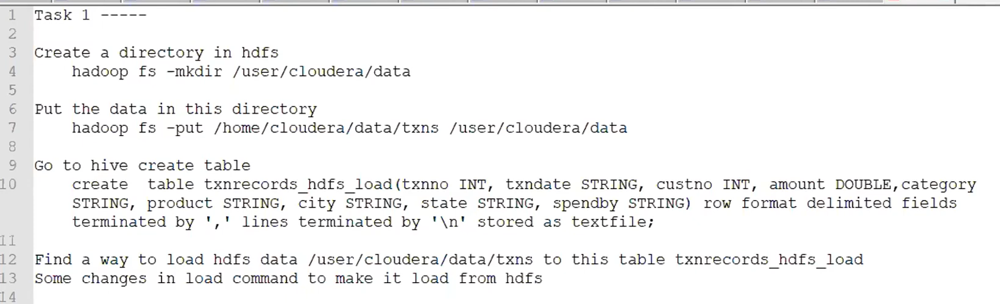 1 Task 1 -----
2
3 Create a directory in hdfs
4 hadoop fs -mkdir /user/cloudera/data
5
6 Put the data in this directory
7 hadoop fs -put /home/cloudera/data/txns /user/cloudera/data
8
9 Go to hive create table
10 create  table txnrecords_hdfs_load(txnno INT, txndate STRING, custno INT, amount DOUBLE,category
STRING, product STRING, city STRING, state STRING, spendby STRING) row format delimited fields
terminated by ',' lines terminated by '\n' stored as textfile;
11
12 Find a way to load hdfs data /user/cloudera/data/txns to this table txnrecords_hdfs_load
13 Some changes in load command to make it load from hdfs
14